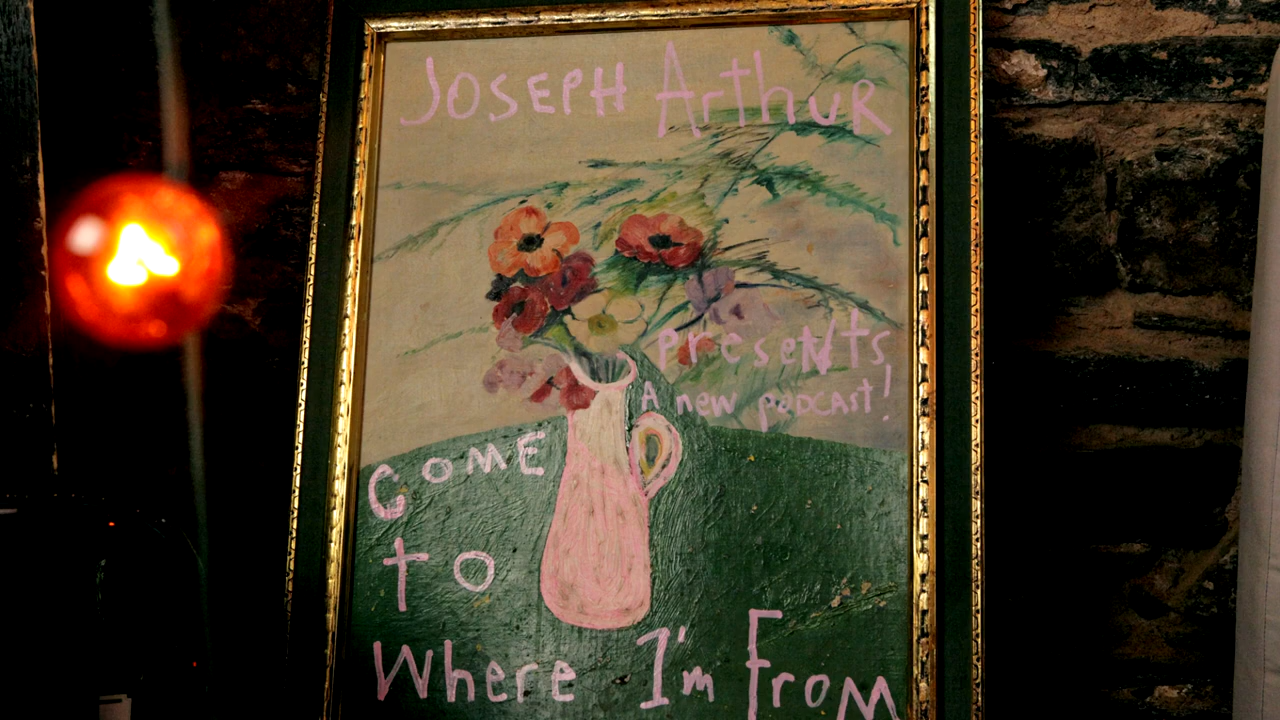 JOSEPH ArthUR
preseNts
A new podcast!
COME
to
Where I'm From